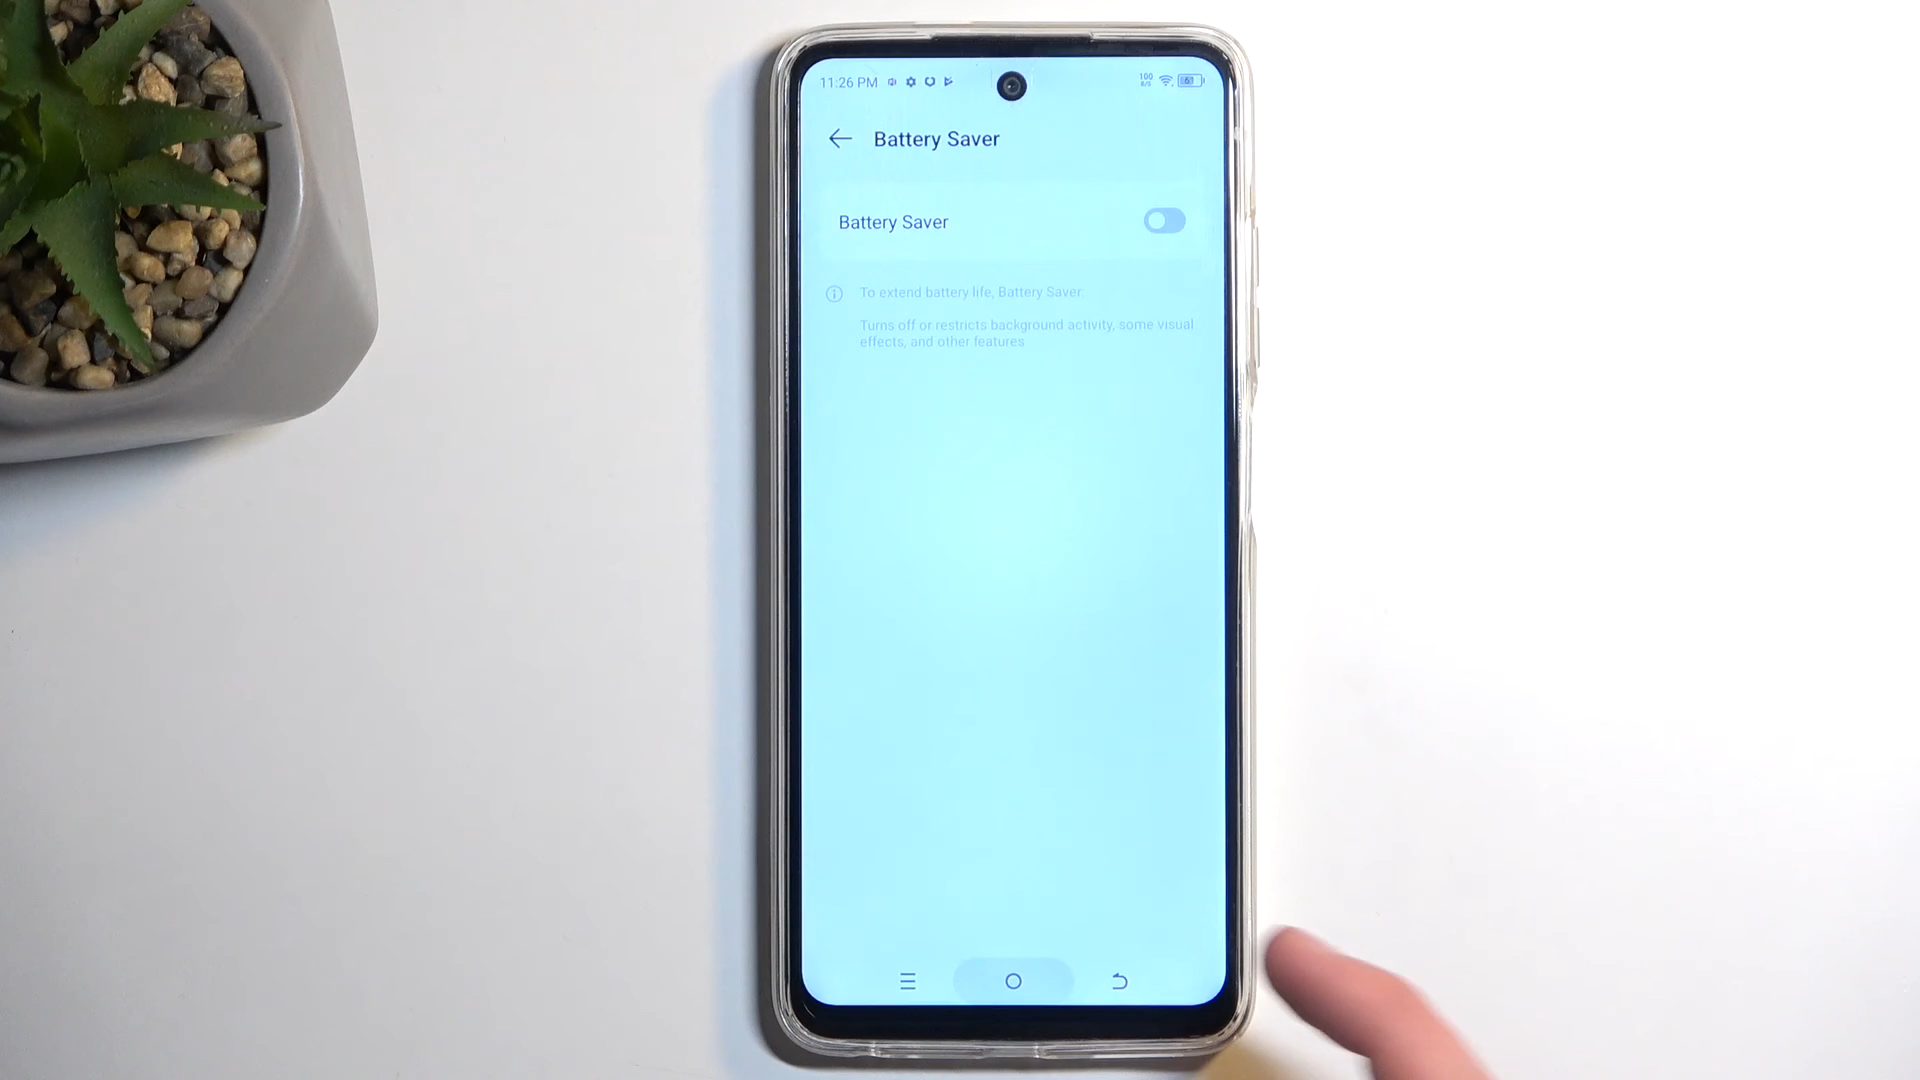 11:26 PM
100
B/S
Battery Saver
Battery Saver
To extend battery life, Battery Saver:
Turns off or restricts background activity, some visual
effects, and other features